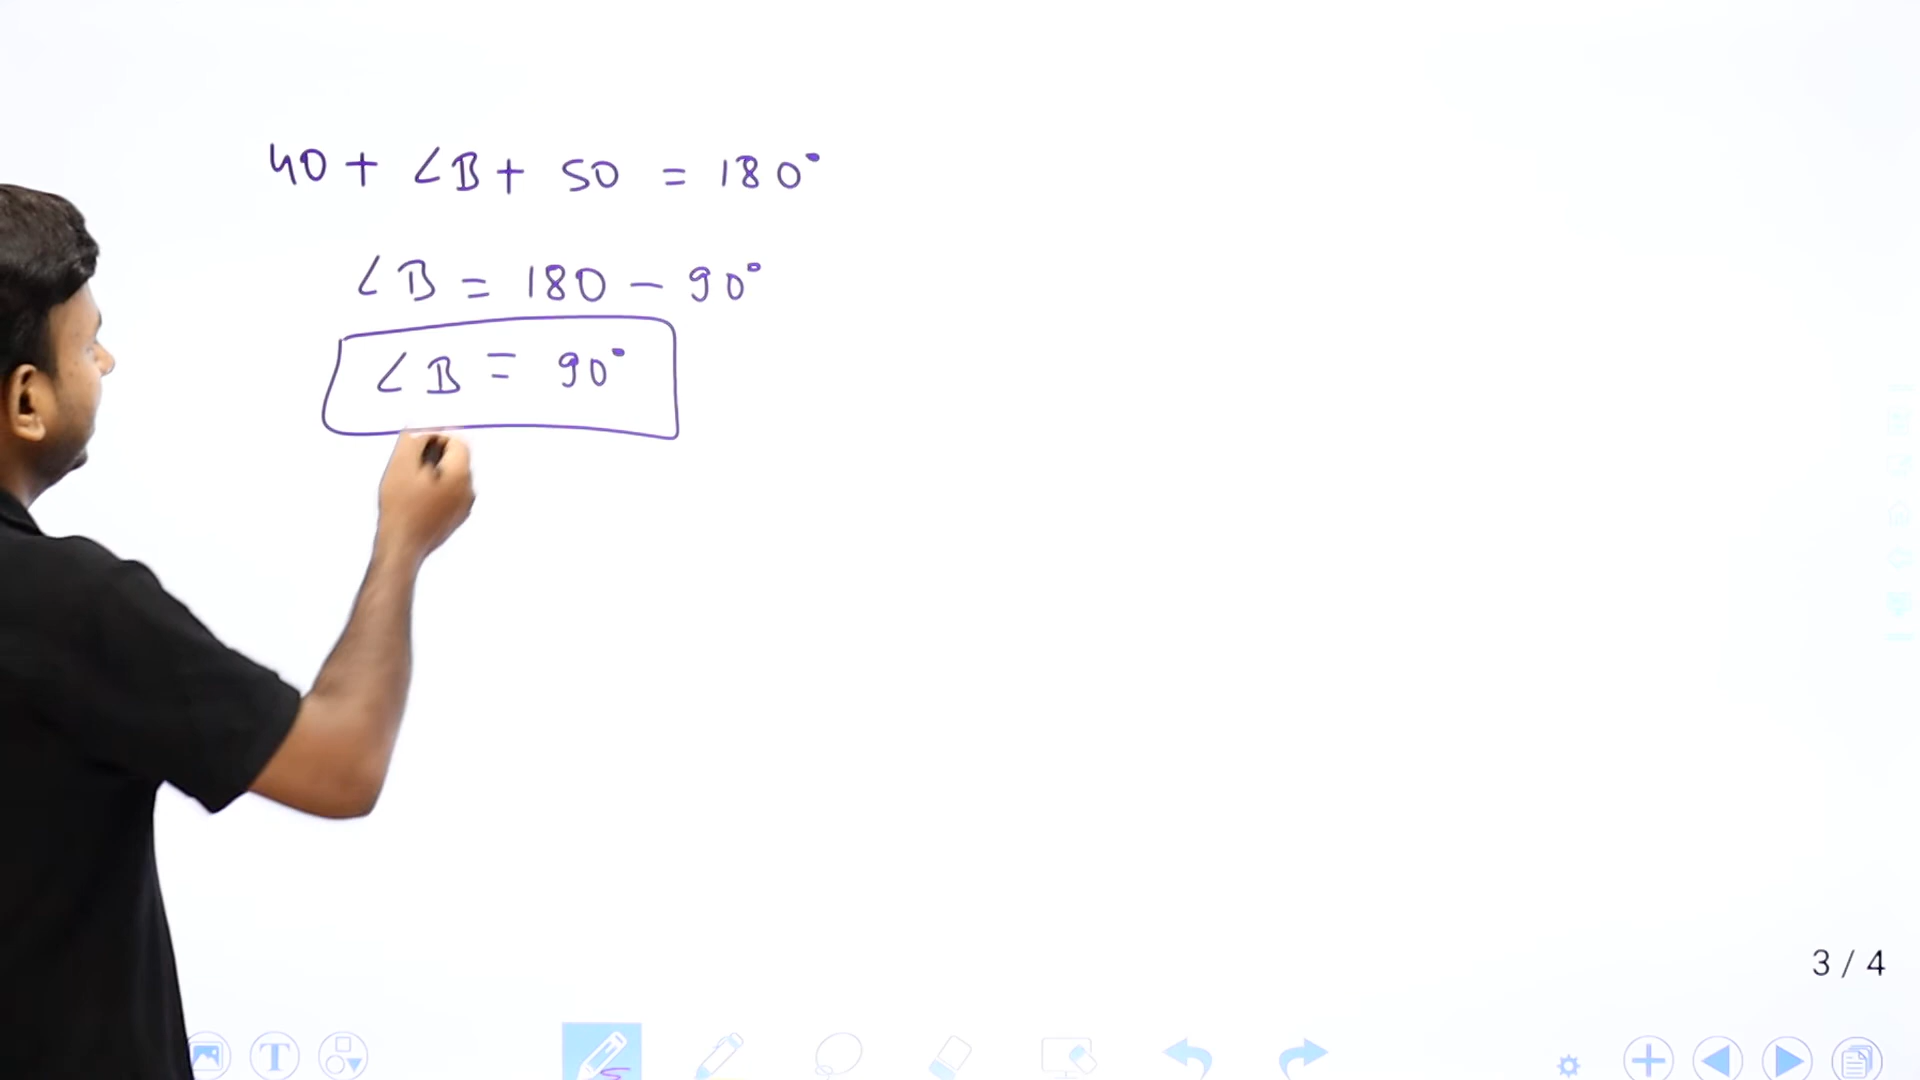 40 + ∠B + 50 = 180°
∠B = 180 - 90°
∠B = 90°
3 / 4
T